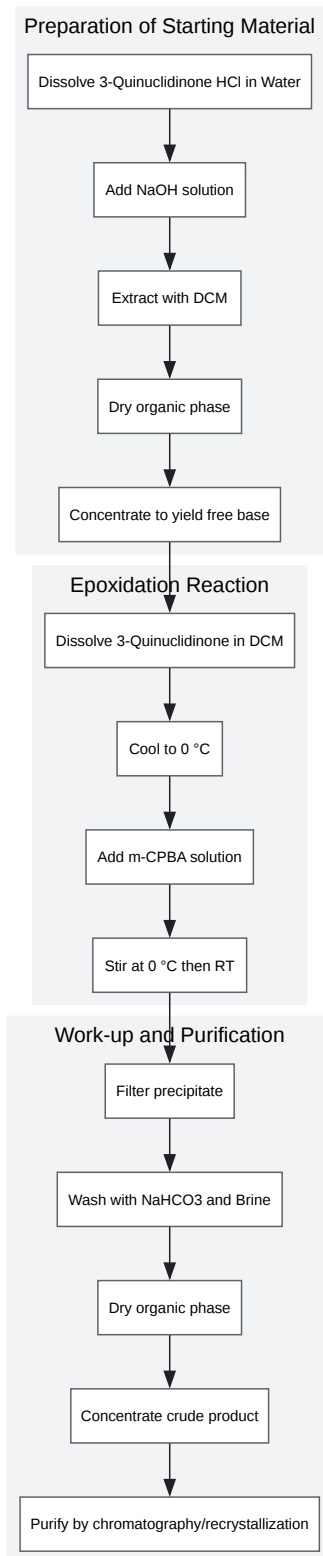 Preparation of Starting Material
Dissolve 3-Quinuclidinone HCl in Water
Add NaOH solution
Extract with DCM
Dry organic phase
Concentrate to yield free base
Epoxidation Reaction
Dissolve 3-Quinuclidinone in DCM
Cool to 0 °C
Add m-CPBA solution
Stir at 0 °C then RT
Work-up and Purification
Filter precipitate
Wash with NaHCO3 and Brine
Dry organic phase
Concentrate crude product
Purify by chromatography/recrystallization